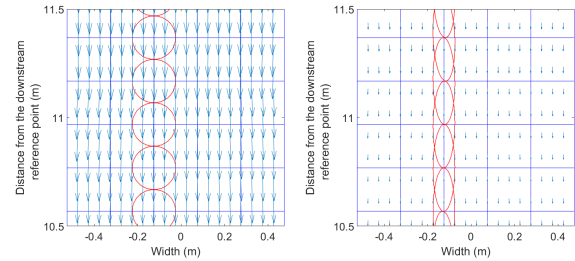 11.5
11
10.5
-0.4 -0.2 0 0.2 0.4
Width (m)
Distance from the downstream
reference point (m)
11.5
11
10.5
-0.4 -0.2 0 0.2 0.4
Width (m)
Distance from the downstream
reference point (m)